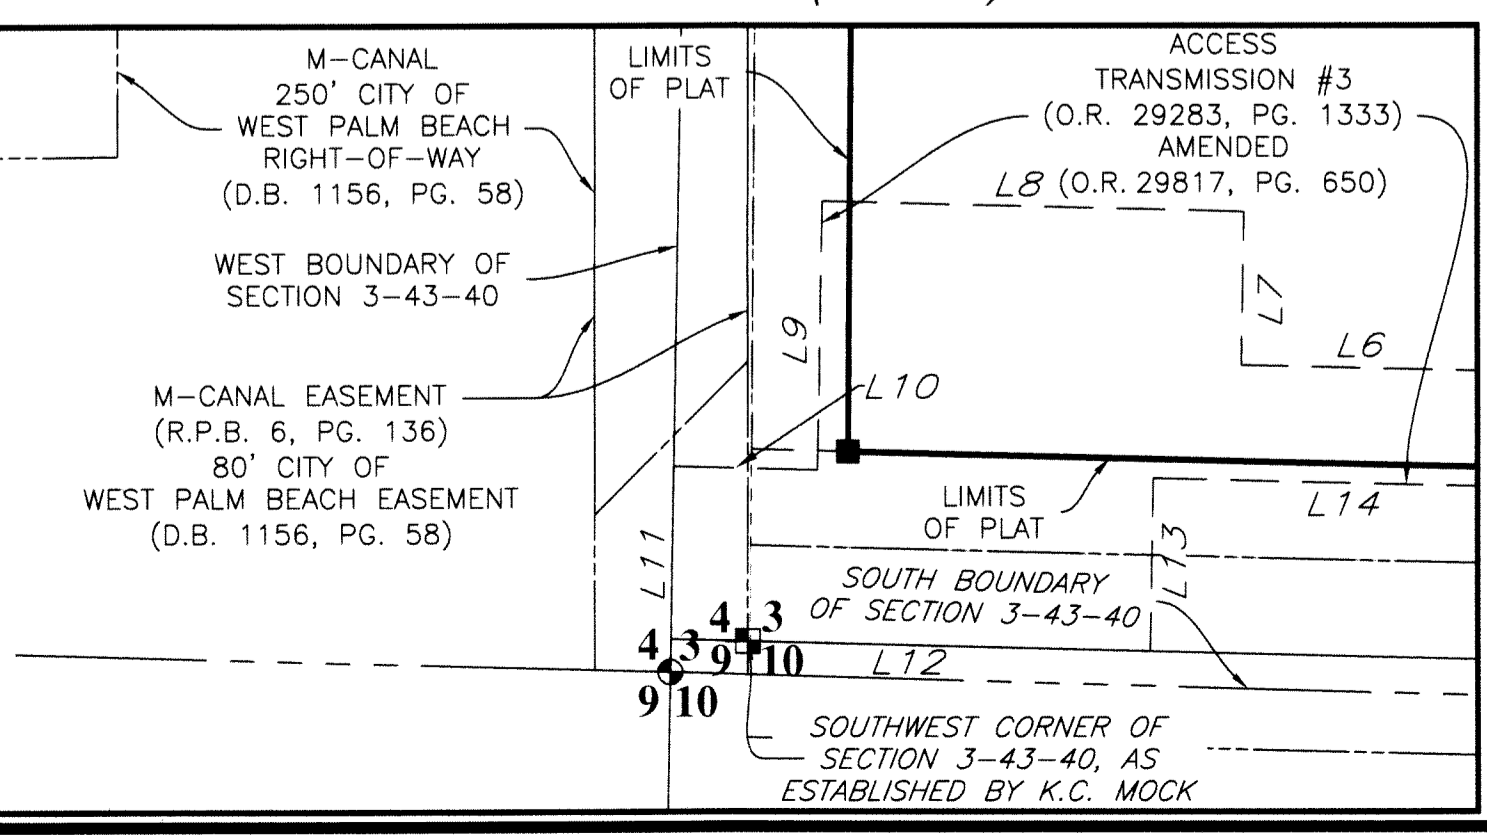 M-CANAL
250' CITY OF
WEST PALM BEACH
RIGHT-OF-WAY
(D.B. 1156, PG. 58)
LIMITS
OF PLAT
ACCESS
TRANSMISSION #3
(O.R. 29283, PG. 1333)
AMENDED
L8 (O.R. 29817, PG. 650)
WEST BOUNDARY OF
SECTION 3-43-40
L7
L9
L6
L10
M-CANAL EASEMENT
(R.P.B. 6, PG. 136)
80' CITY OF
WEST PALM BEACH EASEMENT
(D.B. 1156, PG. 58)
LIMITS
OF PLAT
L14
L11
L13
SOUTH BOUNDARY
OF SECTION 3-43-40
4 3
9 10
4 3
9 10
L12
SOUTHWEST CORNER OF
SECTION 3-43-40, AS
ESTABLISHED BY K.C. MOCK